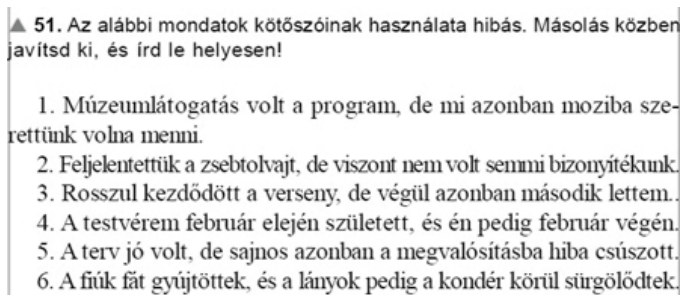 ▲ 51. Az alábbi mondatok kötőszóinak használata hibás. Másolás közben
javítsd ki, és írd le helyesen!
1. Múzeumlátogatás volt a program, de mi azonban moziba sze-
rettünk volna menni.
2. Feljelentettük a zsebtolvajt, de viszont nem volt semmi bizonyítékunk.
3. Rosszul kezdődött a verseny, de végül azonban második lettem..
4. A testvérem február elején született, és én pedig február végén.
5. A terv jó volt, de sajnos azonban a megvalósításba hiba csúszott.
6. A fiúk fát gyújtöttek, és a lányok pedig a kondér körül sürgölődtek.